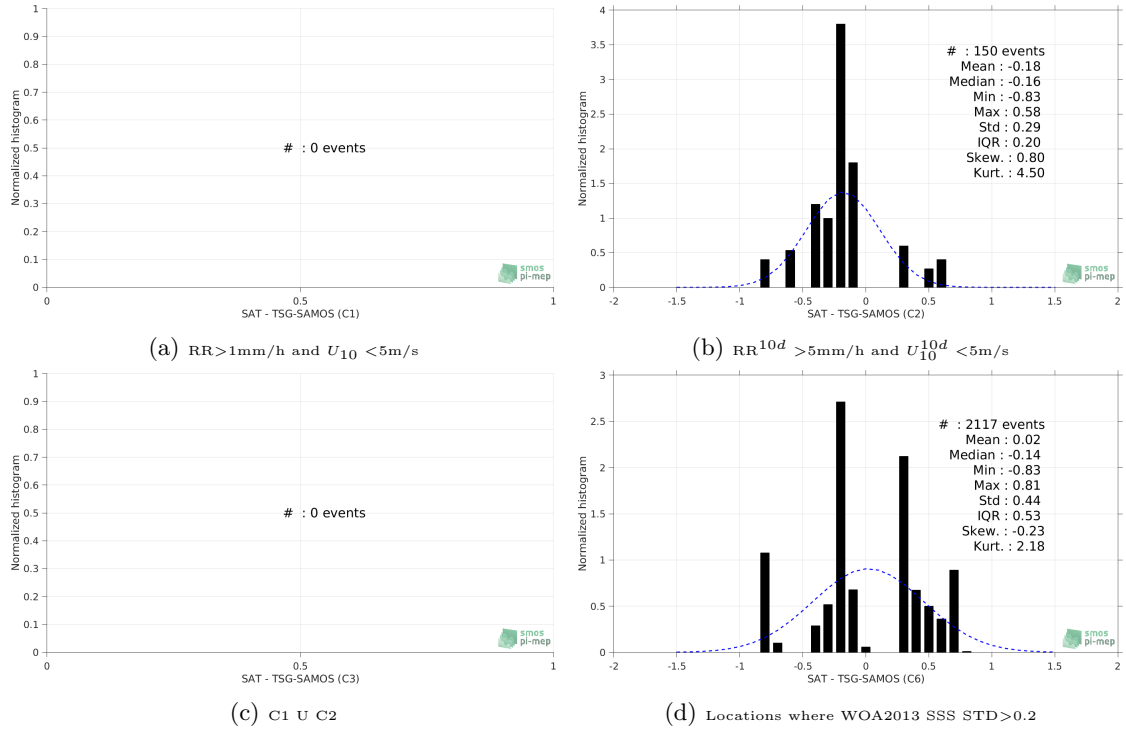 1
0.9
0.8
0.7
0.6
0.5
0.4
0.3
0.2
0.1
0
0
0.5
1
Normalized histogram
# : 0 events
smos
pi-mep
SAT - TSG-SAMOS (C1)
(a) RR>1mm/h and U10 <5m/s
4
3.5
3
2.5
2
1.5
1
0.5
0
-2
-1.5
-1
-0.5
0
0.5
1
1.5
2
Normalized histogram
# : 150 events
Mean : -0.18
Median : -0.16
Min : -0.83
Max : 0.58
Std : 0.29
IQR : 0.20
Skew. : 0.80
Kurt. : 4.50
smos
pi-mep
SAT - TSG-SAMOS (C2)
(b) RR^10d >5mm/h and U10^10d <5m/s
1
0.9
0.8
0.7
0.6
0.5
0.4
0.3
0.2
0.1
0
0
0.5
1
Normalized histogram
# : 0 events
smos
pi-mep
SAT - TSG-SAMOS (C3)
(c) C1 U C2
3
2.5
2
1.5
1
0.5
0
-2
-1.5
-1
-0.5
0
0.5
1
1.5
2
Normalized histogram
# : 2117 events
Mean : 0.02
Median : -0.14
Min : -0.83
Max : 0.81
Std : 0.44
IQR : 0.53
Skew. : -0.23
Kurt. : 2.18
smos
pi-mep
SAT - TSG-SAMOS (C6)
(d) Locations where WOA2013 SSS STD>0.2